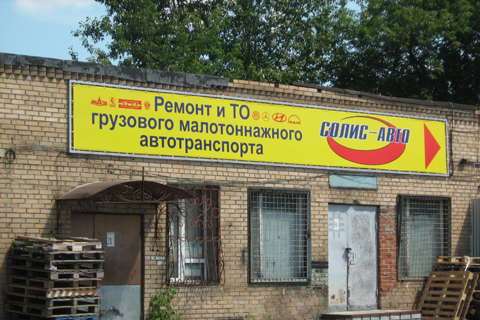 Ремонт и ТО
грузового малотоннажного
автотранспорта
СОЛИС-АВТО